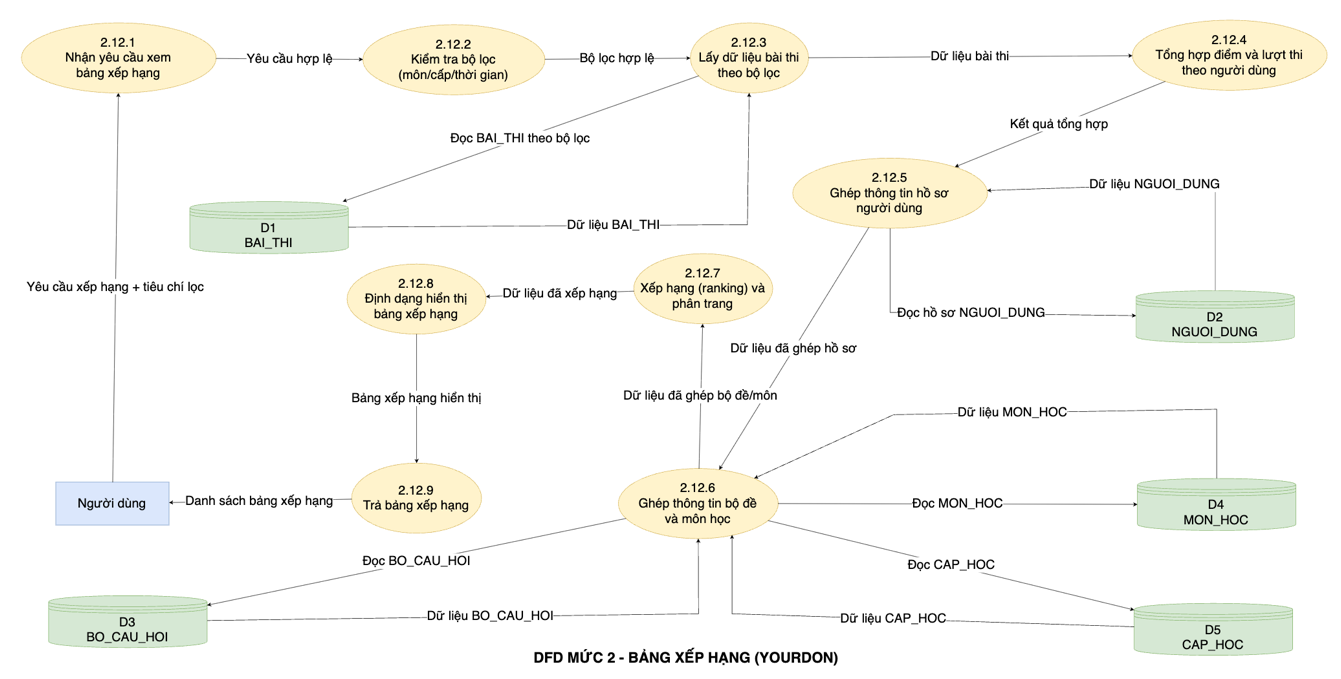 2.12.1
Nhận yêu cầu xem
bảng xếp hạng
Yêu cầu hợp lệ
2.12.2
Kiểm tra bộ lọc
(môn/cấp/thời gian)
Bộ lọc hợp lệ
2.12.3
Lấy dữ liệu bài thi
theo bộ lọc
Dữ liệu bài thi
2.12.4
Tổng hợp điểm và lượt thi
theo người dùng
Đọc BAI_THI theo bộ lọc
Kết quả tổng hợp
2.12.5
Ghép thông tin hồ sơ
người dùng
Dữ liệu NGUOI_DUNG
D1
BAI_THI
Dữ liệu BAI_THI
Yêu cầu xếp hạng + tiêu chí lọc
2.12.8
Định dạng hiển thị
bảng xếp hạng
Dữ liệu đã xếp hạng
2.12.7
Xếp hạng (ranking) và
phân trang
Đọc hồ sơ NGUOI_DUNG
D2
NGUOI_DUNG
Dữ liệu đã ghép hồ sơ
Bảng xếp hạng hiển thị
Dữ liệu đã ghép bộ đề/môn
Dữ liệu MON_HOC
Người dùng
Danh sách bảng xếp hạng
2.12.9
Trả bảng xếp hạng
2.12.6
Ghép thông tin bộ đề
và môn học
Đọc MON_HOC
D4
MON_HOC
Đọc BO_CAU_HOI
Đọc CAP_HOC
D3
BO_CAU_HOI
Dữ liệu BO_CAU_HOI
Dữ liệu CAP_HOC
D5
CAP_HOC
DFD MỨC 2 - BẢNG XẾP HẠNG (YOURDON)